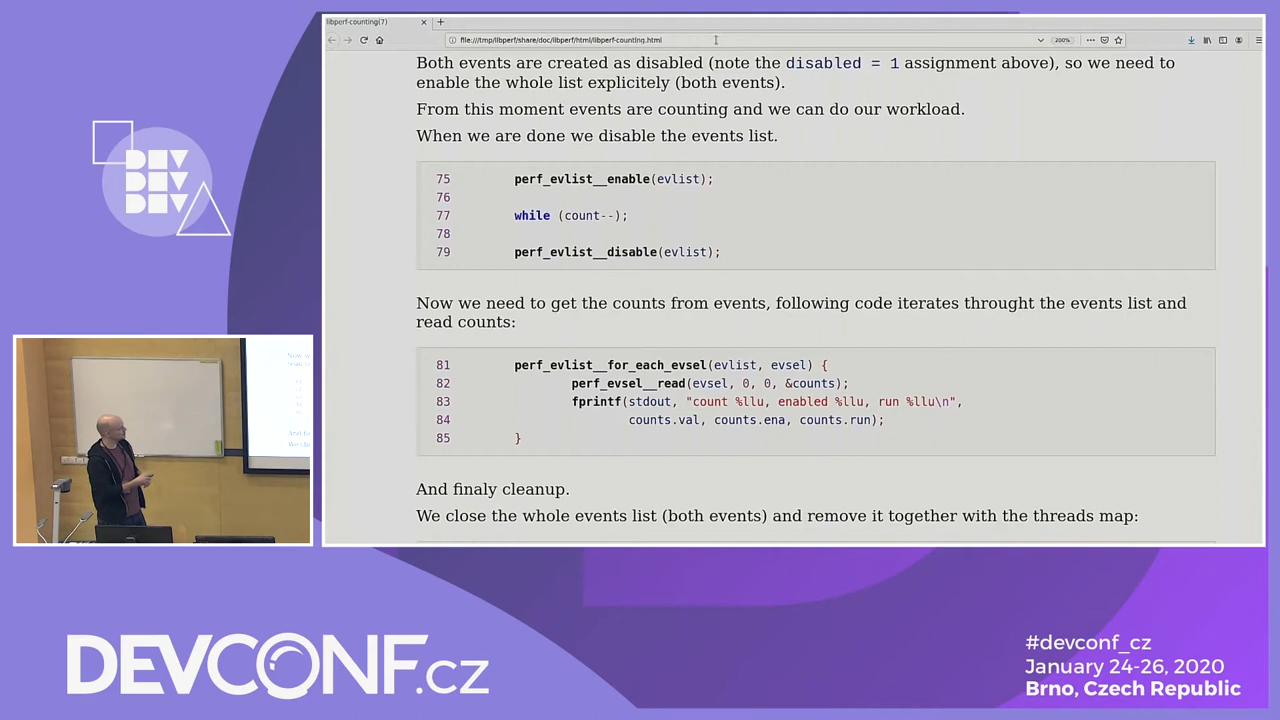 libperf-counting(7)
file:///tmp/libperf/share/doc/libperf/html/libperf-counting.html
200%
Both events are created as disabled (note the disabled = 1 assignment above), so we need to
enable the whole list explicitly (both events).
From this moment events are counting and we can do our workload.
When we are done we disable the events list.
75 perf_evlist__enable(evlist);
76
77 while (count--);
78
79 perf_evlist__disable(evlist);
Now we need to get the counts from events, following code iterates throught the events list and
read counts:
81 perf_evlist__for_each_evsel(evlist, evsel) {
82 perf_evsel__read(evsel, 0, 0, &counts);
83 fprintf(stdout, "count %llu, enabled %llu, run %llu\n",
84 counts.val, counts.ena, counts.run);
85 }
And finaly cleanup.
We close the whole events list (both events) and remove it together with the threads map:
DEV
DEV
DEV
DEVCONF.cz
#devconf_cz
January 24-26, 2020
Brno, Czech Republic